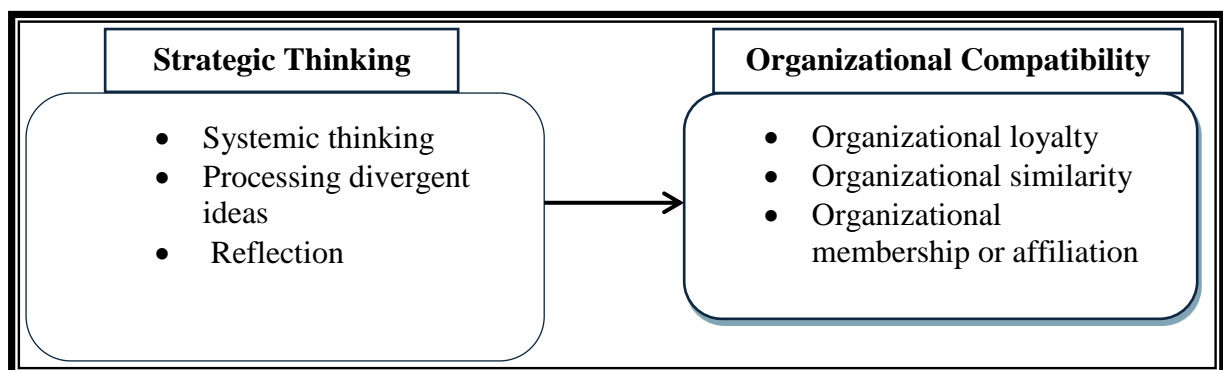 Strategic Thinking
• Systemic thinking
• Processing divergent
ideas
• Reflection
Organizational Compatibility
• Organizational loyalty
• Organizational similarity
• Organizational
membership or affiliation